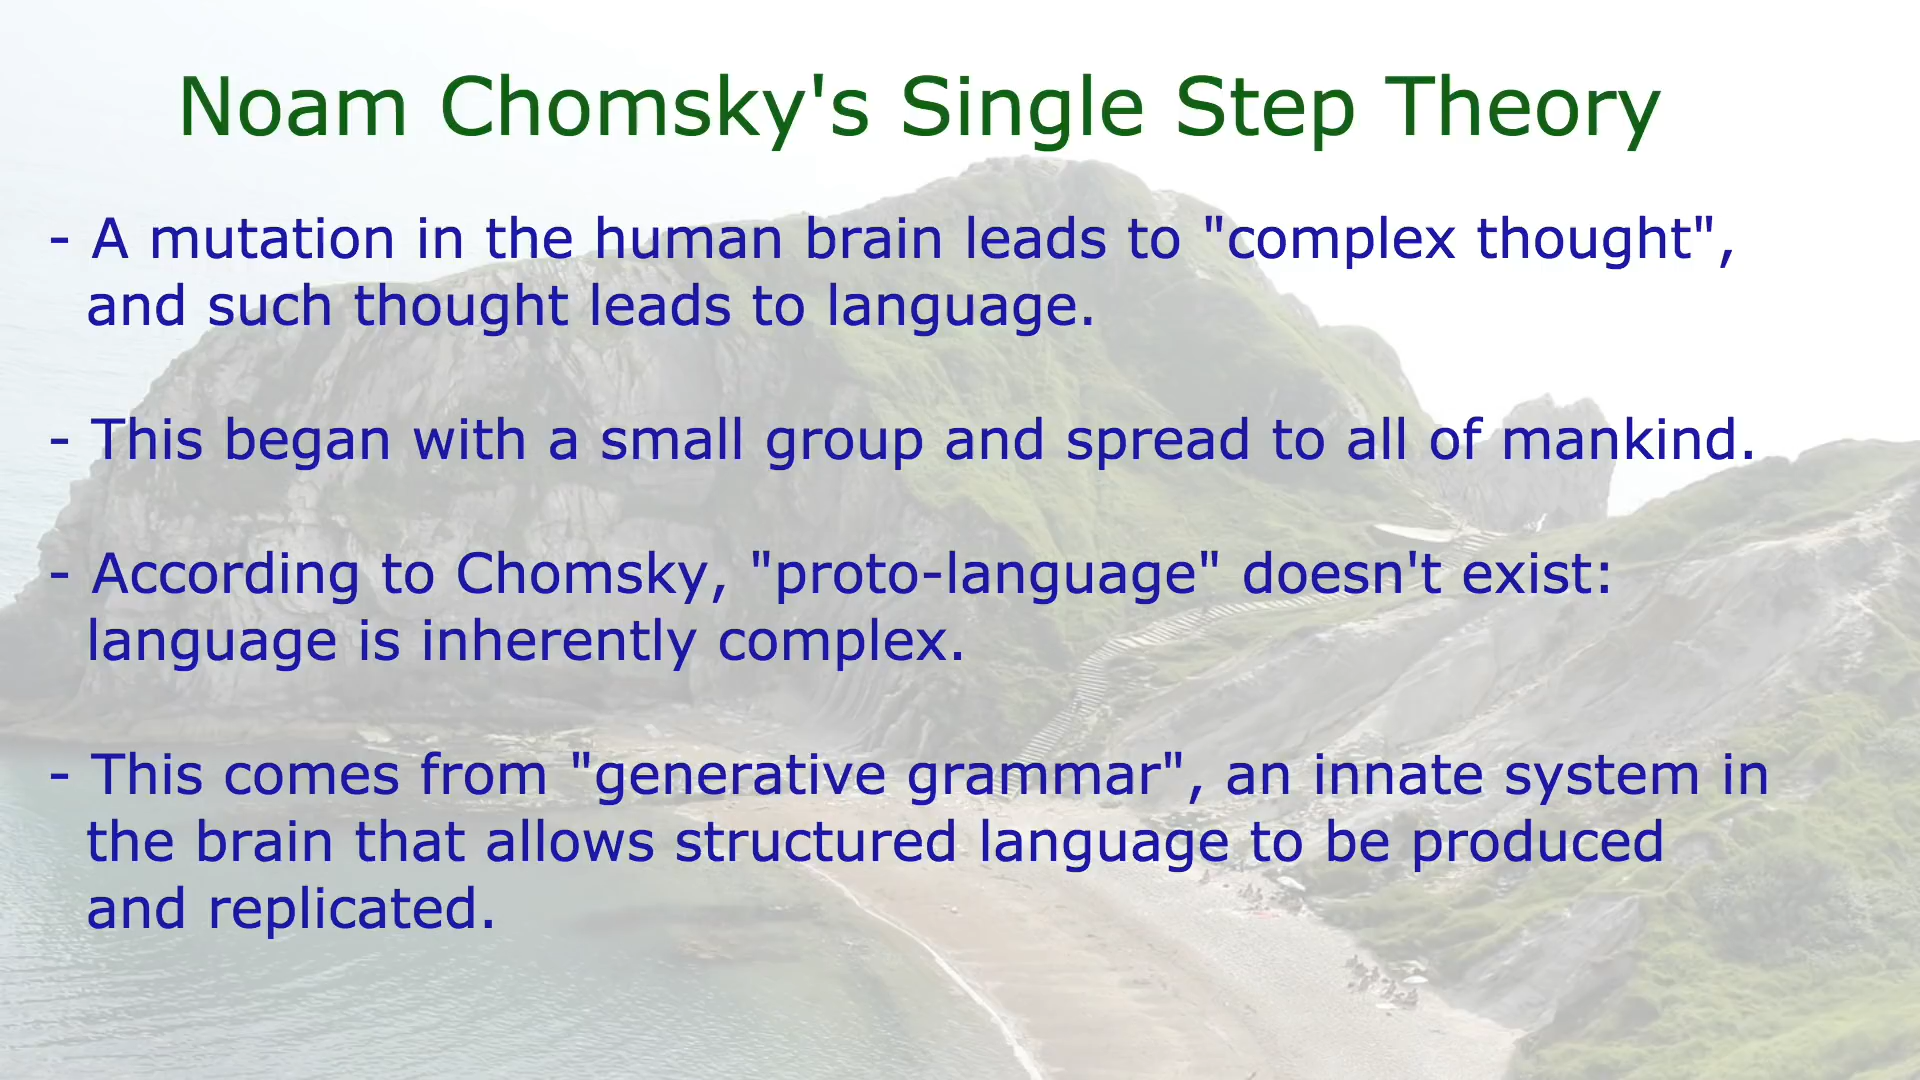 Noam Chomsky's Single Step Theory
- A mutation in the human brain leads to "complex thought",
and such thought leads to language.
- This began with a small group and spread to all of mankind.
- According to Chomsky, "proto-language" doesn't exist:
language is inherently complex.
- This comes from "generative grammar", an innate system in
the brain that allows structured language to be produced
and replicated.